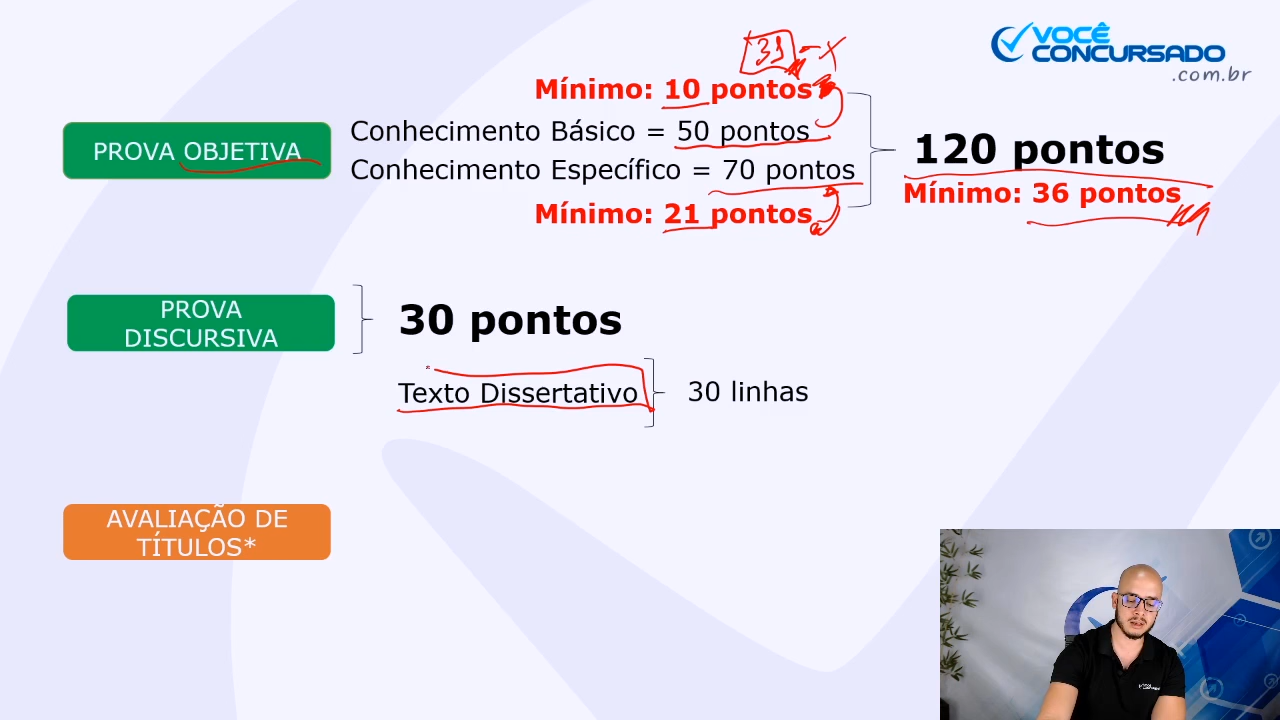 31 - X
VOCÊ
CONCURSADO
.com.br
Mínimo: 10 pontos
PROVA OBJETIVA
Conhecimento Básico = 50 pontos
Conhecimento Específico = 70 pontos
Mínimo: 21 pontos
120 pontos
Mínimo: 36 pontos
PROVA
DISCURSIVA
30 pontos
Texto Dissertativo
30 linhas
AVALIAÇÃO DE
TÍTULOS*